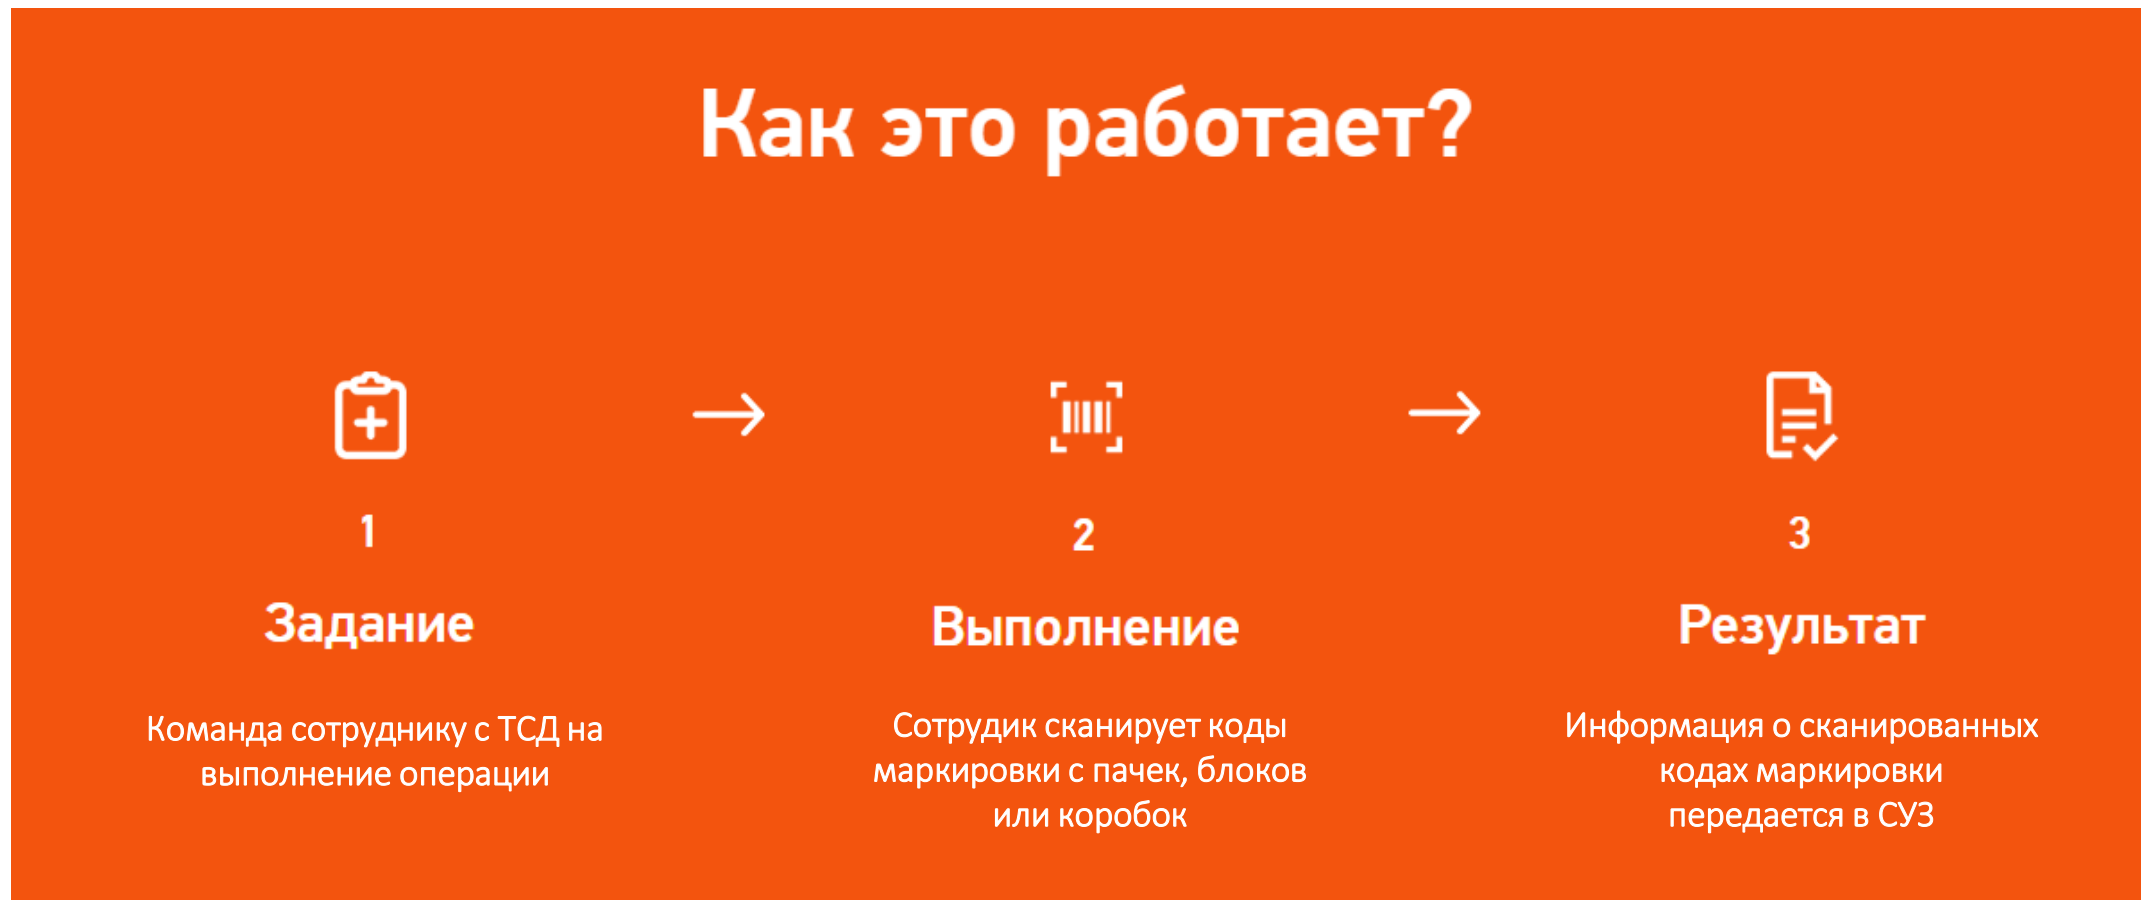 Как это работает?
1
Задание
Команда сотруднику с ТСД на
выполнение операции
2
Выполнение
Сотрудик сканирует коды
маркировки с пачек, блоков
или коробок
3
Результат
Информация о сканированных
кодах маркировки
передается в СУЗ